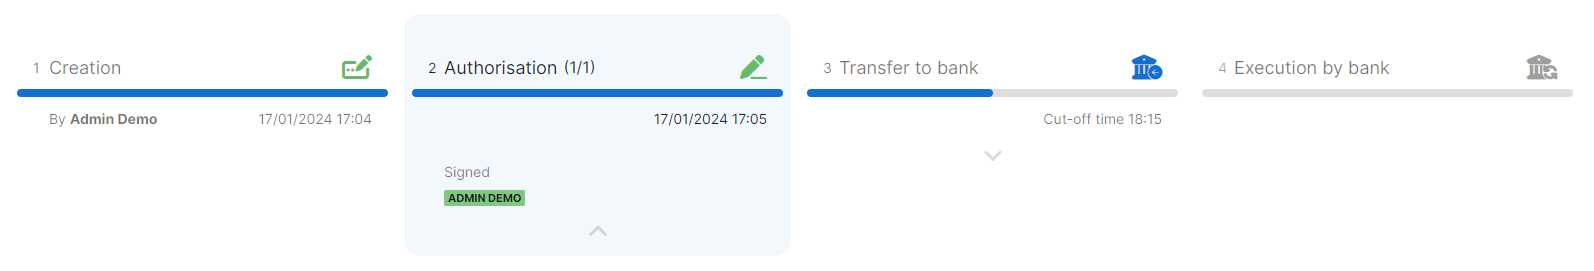 1 Creation
By Admin Demo 17/01/2024 17:04
2 Authorisation (1/1)
17/01/2024 17:05
Signed
ADMIN DEMO
3 Transfer to bank
Cut-off time 18:15
4 Execution by bank